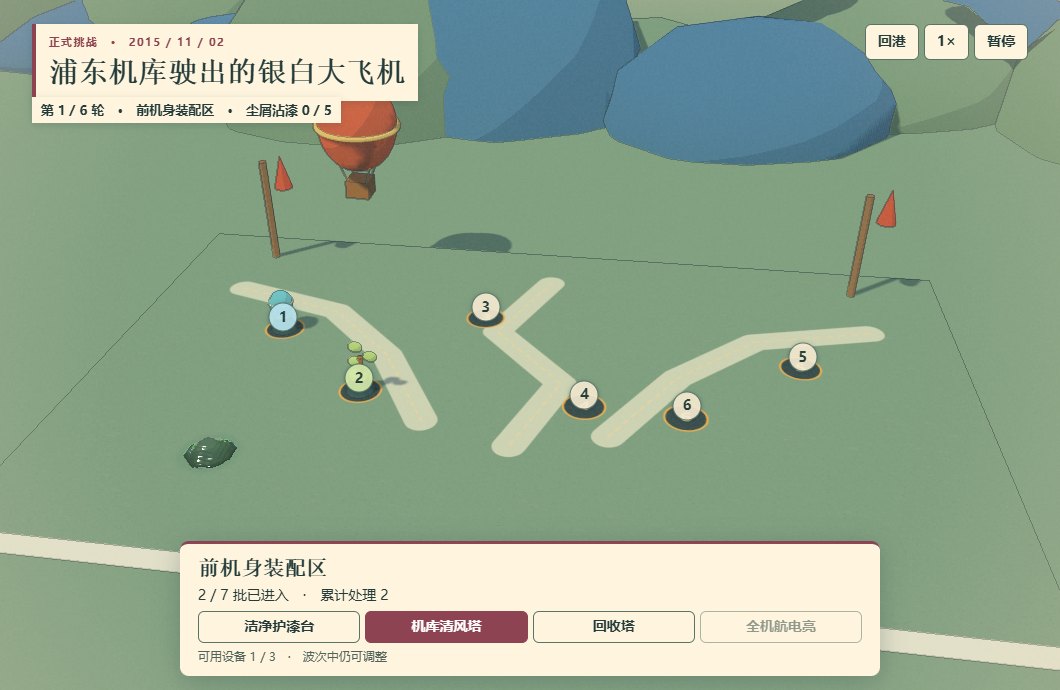 正式挑战 • 2015 / 11 / 02
浦东机库驶出的银白大飞机
第 1 / 6 轮 • 前机身装配区 • 尘屑沾漆 0 / 5
回港
1×
暂停
1
2
3
4
5
6
前机身装配区
2 / 7 批已进入 · 累计处理 2
洁净护漆台
机库清风塔
回收塔
全机航电亮
可用设备 1 / 3 · 波次中仍可调整